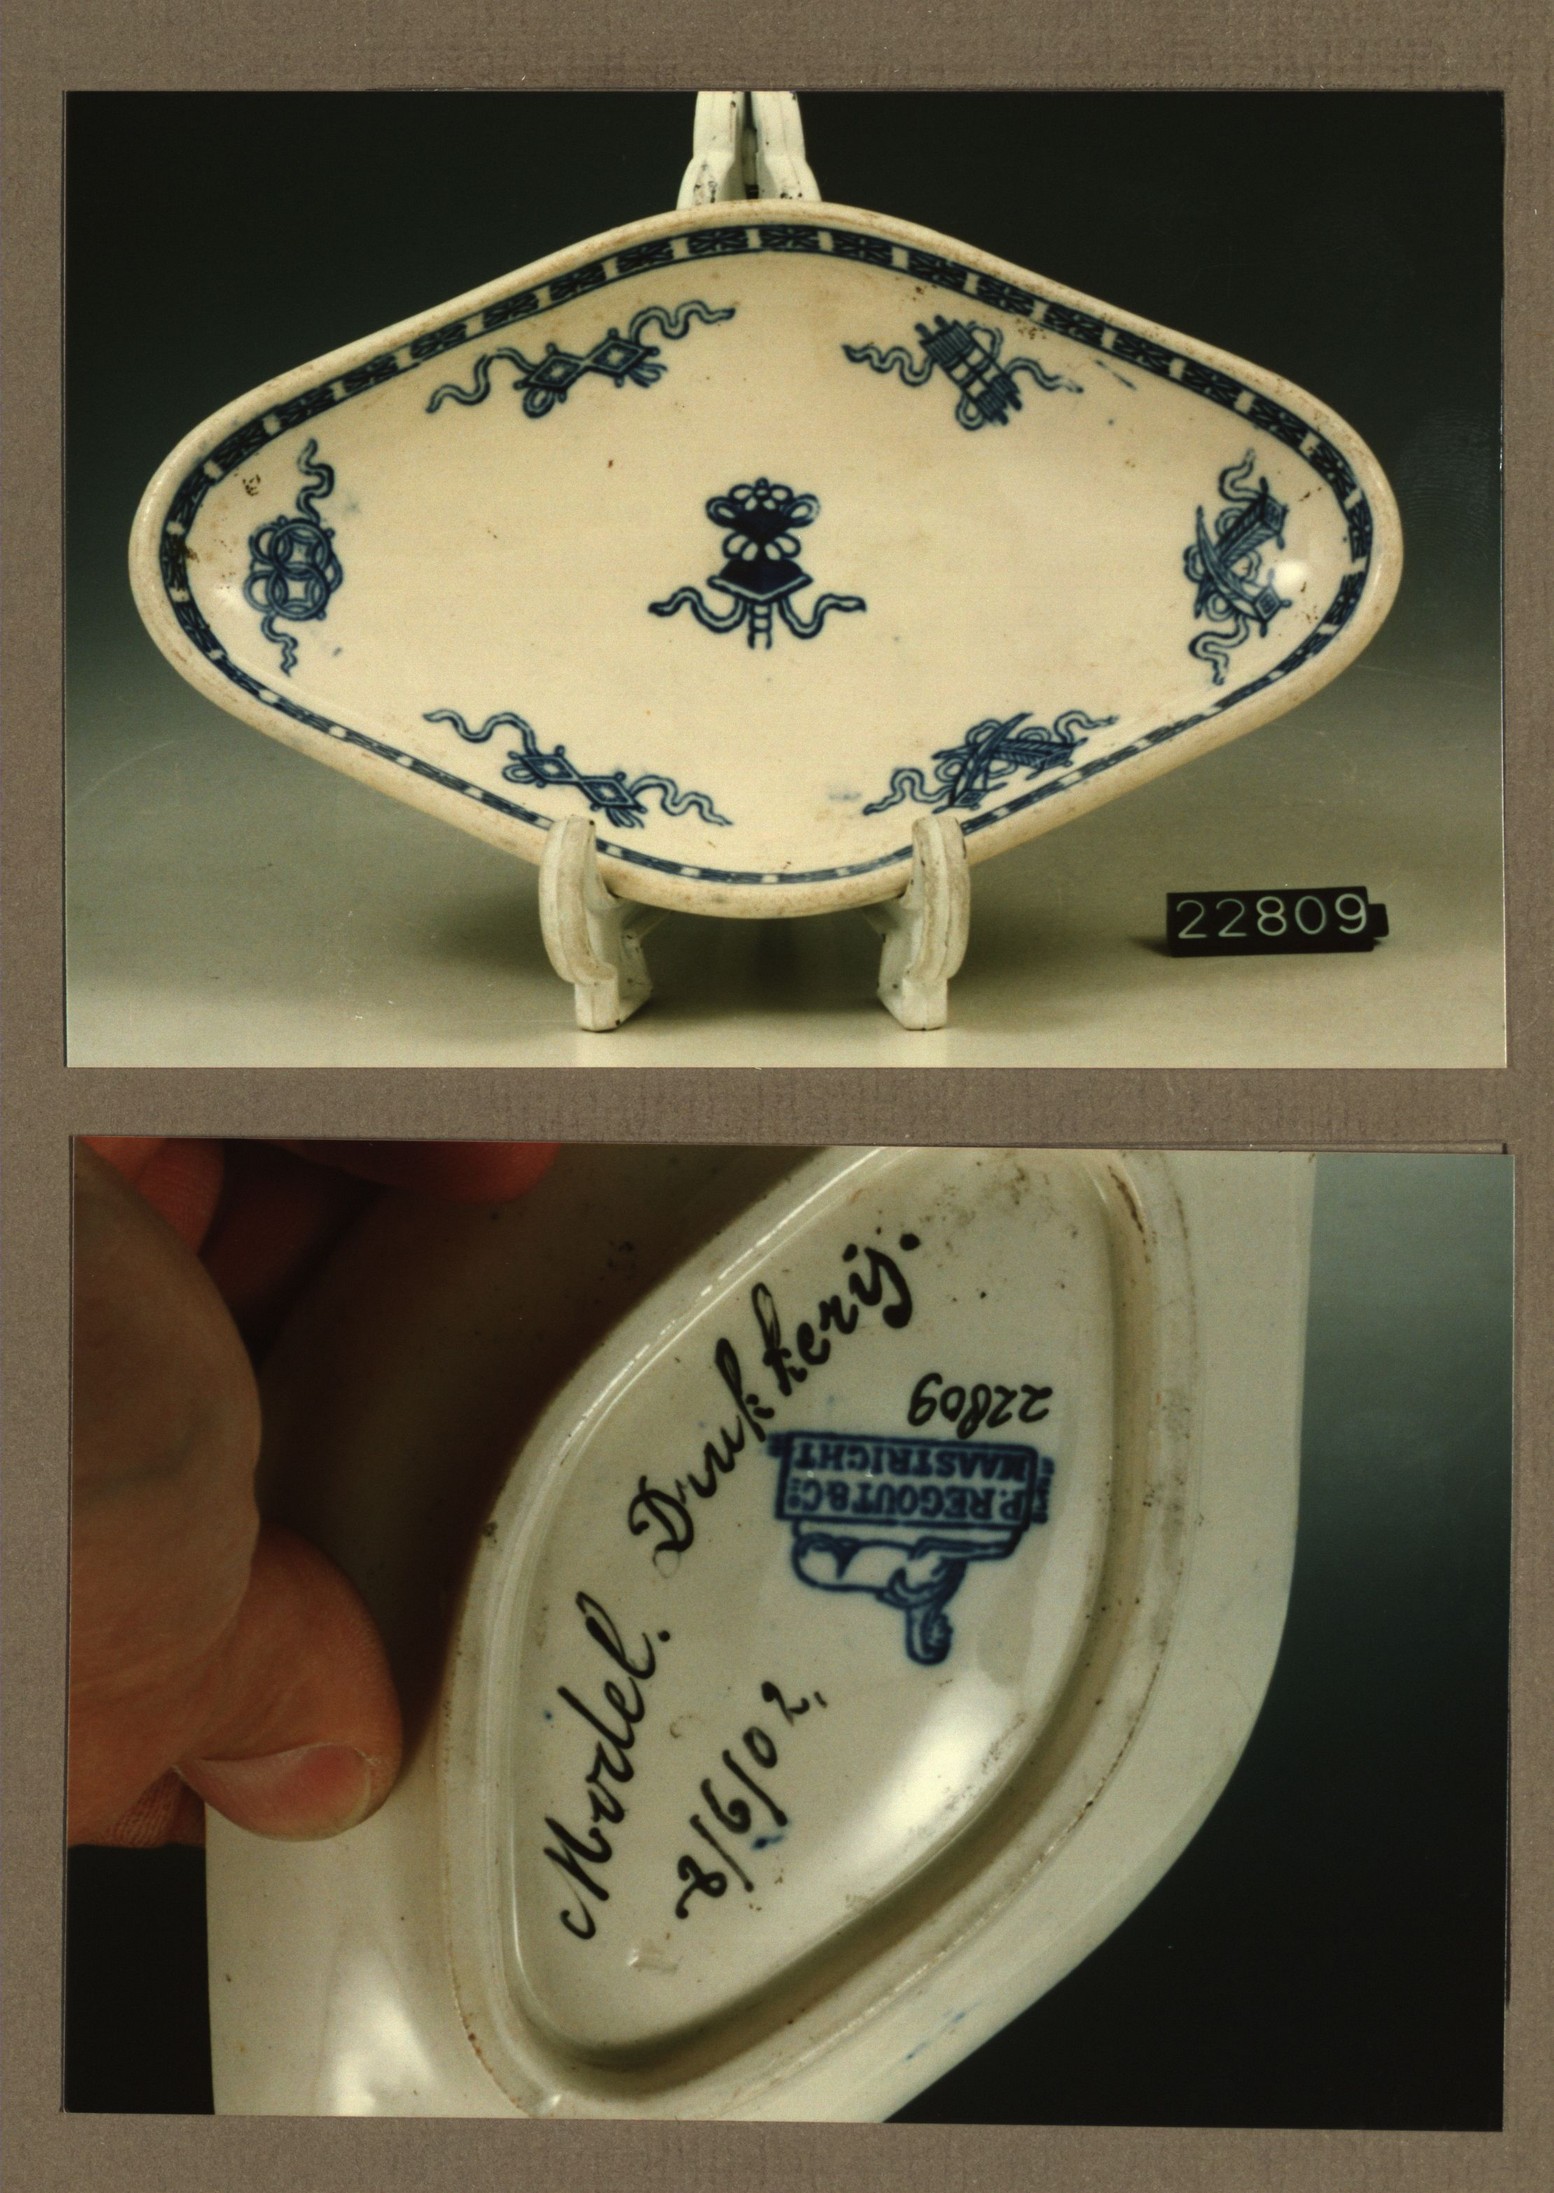 22809
Model. Drukkerij.
8/6/02.
P. REGOUT & Co.
MAASTRICHT
22809